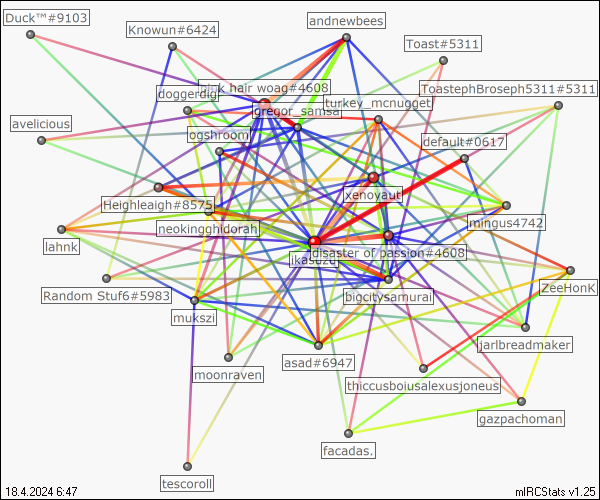 Duck™#9103
andnewbees
Knowun#6424
Toast#5311
hair woag#4608
ToastephBroseph5311#5311
doggerdig
turkey_mcnugget
gregor_samsa
avelicious
oggshroom
default#0617
xenoyaut
Heighleaigh#8575
mingus4742
neokingghidorah
lahnk
disaster of passion#4608
Random Stuf6#5983
bigcitysamurai
ZeeHonK
mukszi
jarlbreadmaker
asad#6947
moonraven
thiccusboiusalexusjoneus
gazpachoman
facadas.
tescoroll
18.4.2024 6:47
mIRCStats v1.25